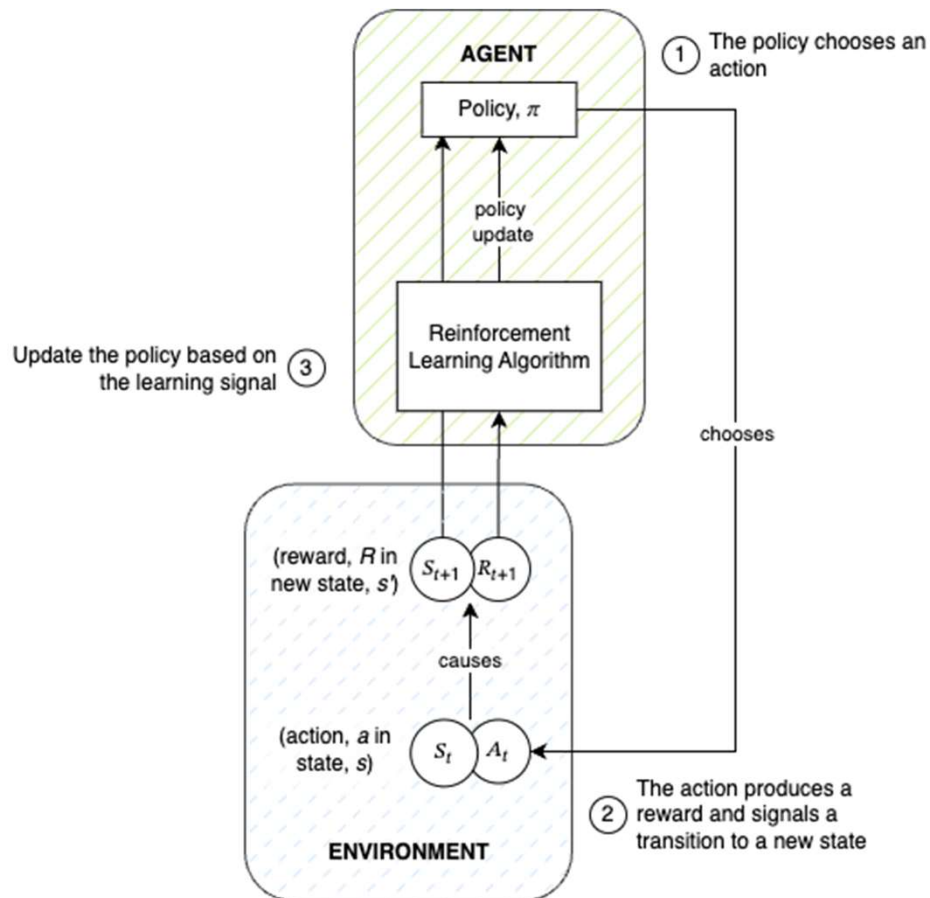 AGENT
1
The policy chooses an
action
Policy, π
policy
update
Reinforcement
Learning Algorithm
Update the policy based on
the learning signal
3
chooses
(reward, R in
new state, s')
S_{t+1}
R_{t+1}
causes
(action, a in
state, s)
S_t
A_t
2
The action produces a
reward and signals a
transition to a new state
ENVIRONMENT